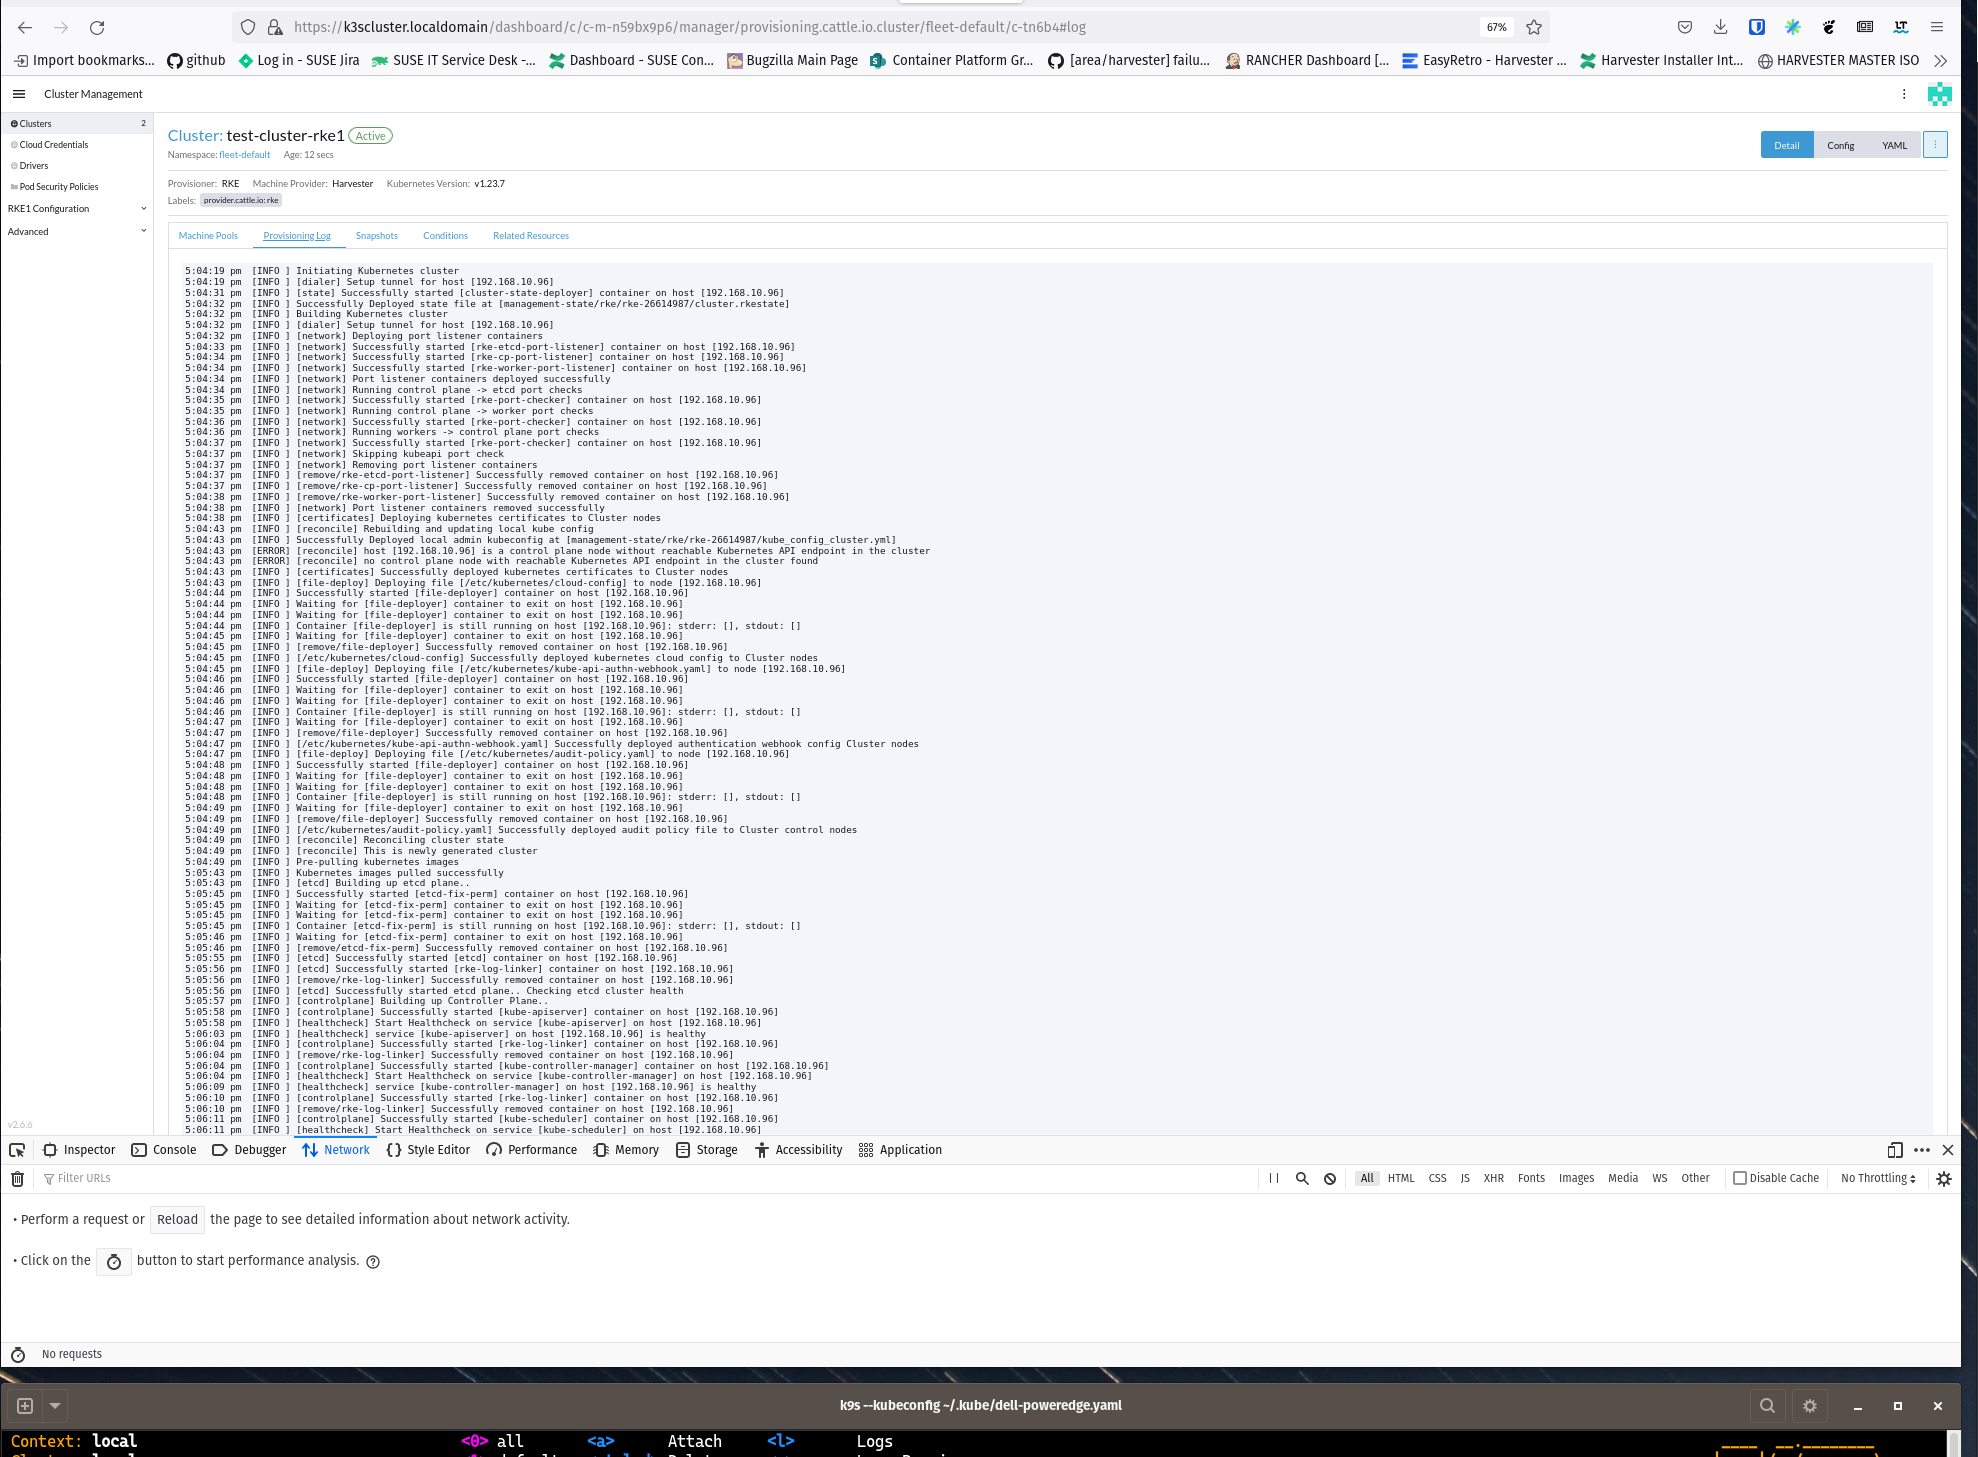 https://k3scluster.localdomain/dashboard/c/c-m-n59bx9p6/manager/provisioning.cattle.io.cluster/fleet-default/c-tn6b4#log 67%
Import bookmarks... github Log in - SUSE Jira SUSE IT Service Desk -... Dashboard - SUSE Con... Bugzilla Main Page Container Platform Gr... [area/harvester] failu... RANCHER Dashboard [... EasyRetro - Harvester ... Harvester Installer Int... HARVESTER MASTER ISO
Cluster Management
Clusters 2
Cloud Credentials
Drivers
Pod Security Policies
RKE1 Configuration
Advanced
v2.6.6
Cluster: test-cluster-rke1 Active
Namespace: fleet-default Age: 12 secs
Detail Config YAML
Provisioner: RKE Machine Provider: Harvester Kubernetes Version: v1.23.7
Labels: provider.cattle.io: rke
Machine Pools Provisioning Log Snapshots Conditions Related Resources
5:04:19 pm [INFO ] Initiating Kubernetes cluster
5:04:19 pm [INFO ] [dialer] Setup tunnel for host [192.168.10.96]
5:04:31 pm [INFO ] [state] Successfully started [cluster-state-deployer] container on host [192.168.10.96]
5:04:32 pm [INFO ] Successfully Deployed state file at [management-state/rke/rke-26614987/cluster.rkestate]
5:04:32 pm [INFO ] Building Kubernetes cluster
5:04:32 pm [INFO ] [dialer] Setup tunnel for host [192.168.10.96]
5:04:32 pm [INFO ] [network] Deploying port listener containers
5:04:33 pm [INFO ] [network] Successfully started [rke-etcd-port-listener] container on host [192.168.10.96]
5:04:34 pm [INFO ] [network] Successfully started [rke-cp-port-listener] container on host [192.168.10.96]
5:04:34 pm [INFO ] [network] Successfully started [rke-worker-port-listener] container on host [192.168.10.96]
5:04:34 pm [INFO ] [network] Port listener containers deployed successfully
5:04:34 pm [INFO ] [network] Running control plane -> etcd port checks
5:04:35 pm [INFO ] [network] Successfully started [rke-port-checker] container on host [192.168.10.96]
5:04:35 pm [INFO ] [network] Running control plane -> worker port checks
5:04:36 pm [INFO ] [network] Successfully started [rke-port-checker] container on host [192.168.10.96]
5:04:36 pm [INFO ] [network] Running workers -> control plane port checks
5:04:37 pm [INFO ] [network] Successfully started [rke-port-checker] container on host [192.168.10.96]
5:04:37 pm [INFO ] [network] Skipping kubeapi port check
5:04:37 pm [INFO ] [network] Removing port listener containers
5:04:37 pm [INFO ] [remove/rke-etcd-port-listener] Successfully removed container on host [192.168.10.96]
5:04:37 pm [INFO ] [remove/rke-cp-port-listener] Successfully removed container on host [192.168.10.96]
5:04:38 pm [INFO ] [remove/rke-worker-port-listener] Successfully removed container on host [192.168.10.96]
5:04:38 pm [INFO ] [network] Port listener containers removed successfully
5:04:38 pm [INFO ] [certificates] Deploying kubernetes certificates to Cluster nodes
5:04:43 pm [INFO ] [reconcile] Rebuilding and updating local kube config
5:04:43 pm [INFO ] Successfully Deployed local admin kubeconfig at [management-state/rke/rke-26614987/kube_config_cluster.yml]
5:04:43 pm [ERROR] [reconcile] host [192.168.10.96] is a control plane node without reachable Kubernetes API endpoint in the cluster
5:04:43 pm [ERROR] [reconcile] no control plane node with reachable Kubernetes API endpoint in the cluster found
5:04:43 pm [INFO ] [certificates] Successfully deployed kubernetes certificates to Cluster nodes
5:04:43 pm [INFO ] [file-deploy] Deploying file [/etc/kubernetes/cloud-config] to node [192.168.10.96]
5:04:44 pm [INFO ] Successfully started [file-deployer] container on host [192.168.10.96]
5:04:44 pm [INFO ] Waiting for [file-deployer] container to exit on host [192.168.10.96]
5:04:44 pm [INFO ] Waiting for [file-deployer] container to exit on host [192.168.10.96]
5:04:44 pm [INFO ] Container [file-deployer] is still running on host [192.168.10.96]: stderr: [], stdout: []
5:04:45 pm [INFO ] Waiting for [file-deployer] container to exit on host [192.168.10.96]
5:04:45 pm [INFO ] [remove/file-deployer] Successfully removed container on host [192.168.10.96]
5:04:45 pm [INFO ] [/etc/kubernetes/cloud-config] Successfully deployed kubernetes cloud config to Cluster nodes
5:04:45 pm [INFO ] [file-deploy] Deploying file [/etc/kubernetes/kube-api-authn-webhook.yaml] to node [192.168.10.96]
5:04:46 pm [INFO ] Successfully started [file-deployer] container on host [192.168.10.96]
5:04:46 pm [INFO ] Waiting for [file-deployer] container to exit on host [192.168.10.96]
5:04:46 pm [INFO ] Waiting for [file-deployer] container to exit on host [192.168.10.96]
5:04:46 pm [INFO ] Container [file-deployer] is still running on host [192.168.10.96]: stderr: [], stdout: []
5:04:47 pm [INFO ] Waiting for [file-deployer] container to exit on host [192.168.10.96]
5:04:47 pm [INFO ] [remove/file-deployer] Successfully removed container on host [192.168.10.96]
5:04:47 pm [INFO ] [/etc/kubernetes/kube-api-authn-webhook.yaml] Successfully deployed authentication webhook config Cluster nodes
5:04:47 pm [INFO ] [file-deploy] Deploying file [/etc/kubernetes/audit-policy.yaml] to node [192.168.10.96]
5:04:48 pm [INFO ] Successfully started [file-deployer] container on host [192.168.10.96]
5:04:48 pm [INFO ] Waiting for [file-deployer] container to exit on host [192.168.10.96]
5:04:48 pm [INFO ] Waiting for [file-deployer] container to exit on host [192.168.10.96]
5:04:48 pm [INFO ] Container [file-deployer] is still running on host [192.168.10.96]: stderr: [], stdout: []
5:04:49 pm [INFO ] Waiting for [file-deployer] container to exit on host [192.168.10.96]
5:04:49 pm [INFO ] [remove/file-deployer] Successfully removed container on host [192.168.10.96]
5:04:49 pm [INFO ] [/etc/kubernetes/audit-policy.yaml] Successfully deployed audit policy file to Cluster control nodes
5:04:49 pm [INFO ] [reconcile] Reconciling cluster state
5:04:49 pm [INFO ] [reconcile] This is newly generated cluster
5:04:49 pm [INFO ] Pre-pulling kubernetes images
5:05:43 pm [INFO ] Kubernetes images pulled successfully
5:05:43 pm [INFO ] [etcd] Building up etcd plane..
5:05:45 pm [INFO ] Successfully started [etcd-fix-perm] container on host [192.168.10.96]
5:05:45 pm [INFO ] Waiting for [etcd-fix-perm] container to exit on host [192.168.10.96]
5:05:45 pm [INFO ] Waiting for [etcd-fix-perm] container to exit on host [192.168.10.96]
5:05:45 pm [INFO ] Container [etcd-fix-perm] is still running on host [192.168.10.96]: stderr: [], stdout: []
5:05:46 pm [INFO ] Waiting for [etcd-fix-perm] container to exit on host [192.168.10.96]
5:05:46 pm [INFO ] [remove/etcd-fix-perm] Successfully removed container on host [192.168.10.96]
5:05:55 pm [INFO ] [etcd] Successfully started [etcd] container on host [192.168.10.96]
5:05:56 pm [INFO ] [etcd] Successfully started [rke-log-linker] container on host [192.168.10.96]
5:05:56 pm [INFO ] [remove/rke-log-linker] Successfully removed container on host [192.168.10.96]
5:05:56 pm [INFO ] [etcd] Successfully started etcd plane.. Checking etcd cluster health
5:05:57 pm [INFO ] [controlplane] Building up Controller Plane..
5:05:58 pm [INFO ] [controlplane] Successfully started [kube-apiserver] container on host [192.168.10.96]
5:05:58 pm [INFO ] [healthcheck] Start Healthcheck on service [kube-apiserver] on host [192.168.10.96]
5:06:03 pm [INFO ] [healthcheck] service [kube-apiserver] on host [192.168.10.96] is healthy
5:06:04 pm [INFO ] [controlplane] Successfully started [rke-log-linker] container on host [192.168.10.96]
5:06:04 pm [INFO ] [remove/rke-log-linker] Successfully removed container on host [192.168.10.96]
5:06:04 pm [INFO ] [controlplane] Successfully started [kube-controller-manager] container on host [192.168.10.96]
5:06:04 pm [INFO ] [healthcheck] Start Healthcheck on service [kube-controller-manager] on host [192.168.10.96]
5:06:09 pm [INFO ] [healthcheck] service [kube-controller-manager] on host [192.168.10.96] is healthy
5:06:10 pm [INFO ] [controlplane] Successfully started [rke-log-linker] container on host [192.168.10.96]
5:06:10 pm [INFO ] [remove/rke-log-linker] Successfully removed container on host [192.168.10.96]
5:06:11 pm [INFO ] [controlplane] Successfully started [kube-scheduler] container on host [192.168.10.96]
5:06:11 pm [INFO ] [healthcheck] Start Healthcheck on service [kube-scheduler] on host [192.168.10.96]
Inspector Console Debugger Network Style Editor Performance Memory Storage Accessibility Application
Filter URLs All HTML CSS JS XHR Fonts Images Media WS Other Disable Cache No Throttling
• Perform a request or Reload the page to see detailed information about network activity.
• Click on the button to start performance analysis.
No requests
k9s --kubeconfig ~/.kube/dell-poweredge.yaml
Context: local <0> all <a> Attach <l> Logs